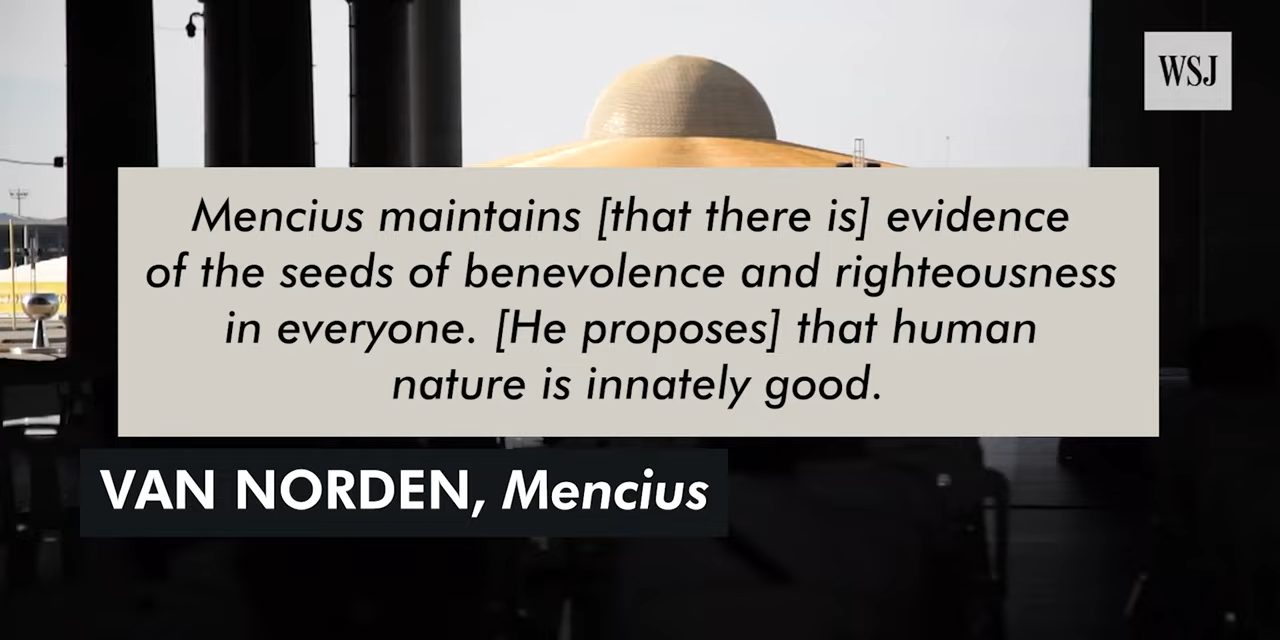 WSJ
Mencius maintains [that there is] evidence
of the seeds of benevolence and righteousness
in everyone. [He proposes] that human
nature is innately good.
VAN NORDEN, Mencius